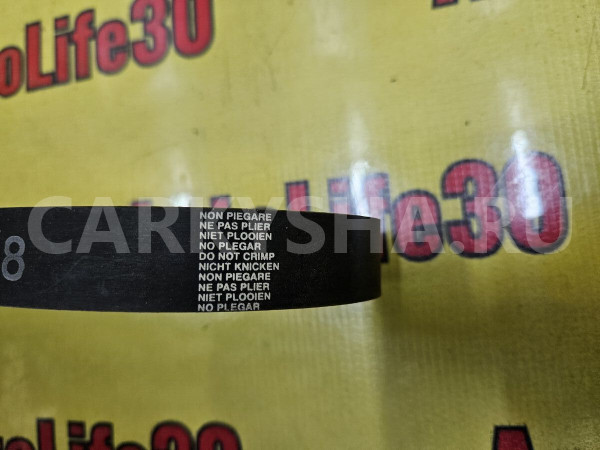 oLife30
A
NON PIEGARE
NE PAS PLIER
NIET PLOOIEN
NO PLEGAR
DO NOT CRIMP
NICHT KNICKEN
NON PIEGARE
NE PAS PLIER
NIET PLOOIEN
NO PLEGAR
8
CARKYSHA.RU
Life30
Life30
A